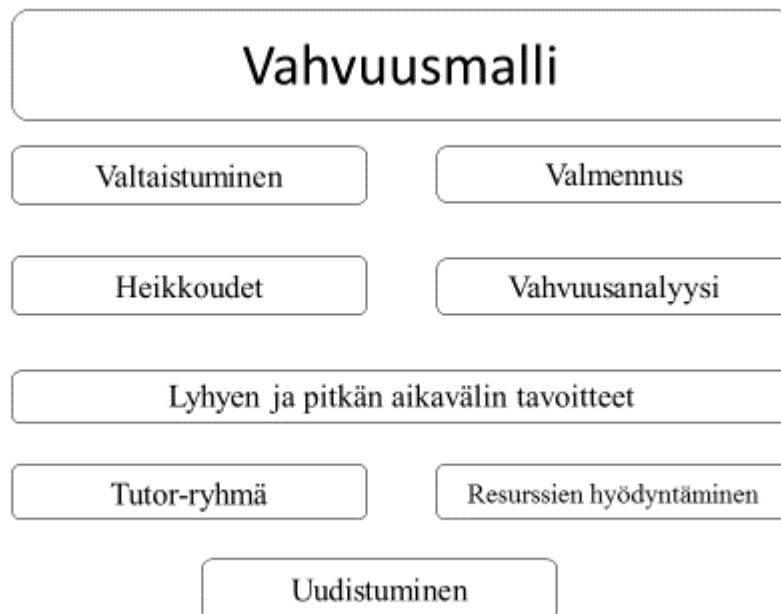 Vahvuusmalli
Valtaistuminen
Valmennus
Heikkoudet
Vahvuusanalyysi
Lyhyen ja pitkän aikavälin tavoitteet
Tutor-ryhmä
Resurssien hyödyntäminen
Uudistuminen